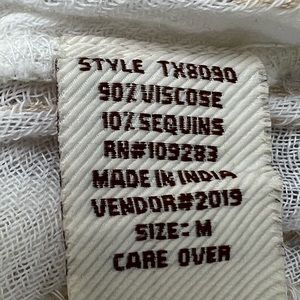 STYLE TX8090
90% VISCOSE
10% SEQUINS
RN#109283
MADE IN INDIA
VENDOR#2019
SIZE: M
CARE OVER